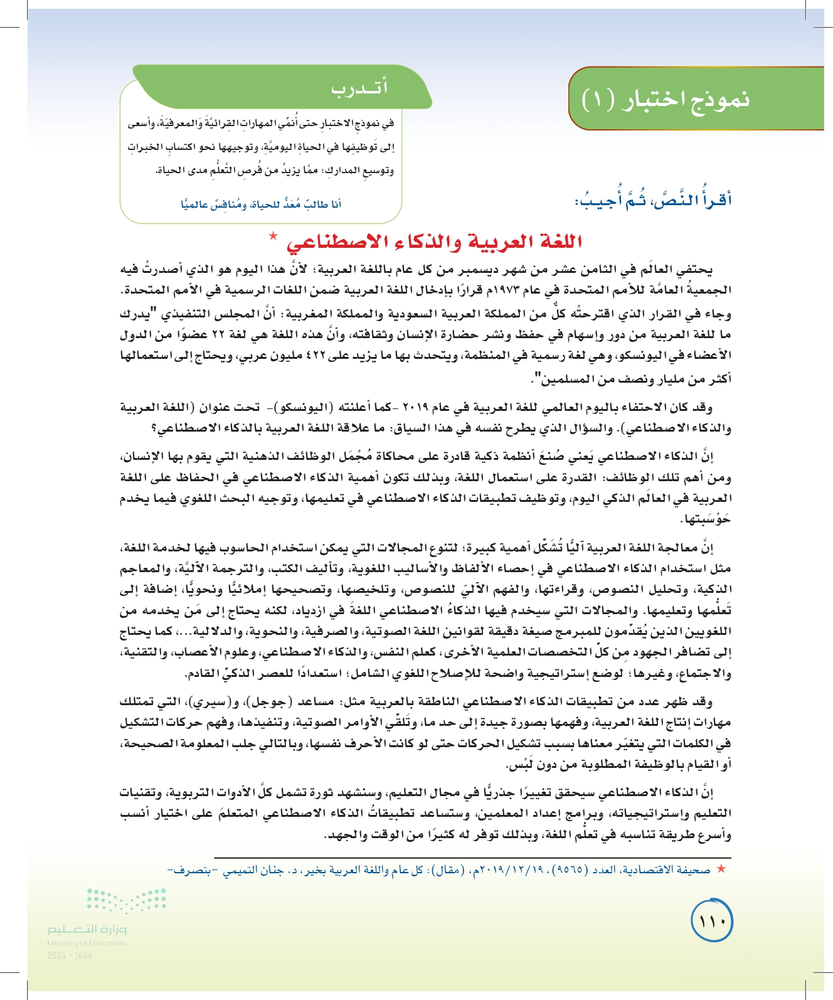 نموذج اختبار (١)
أتـدرب
في نموذجِ الاختبارِ حتى أُنمِّي المهاراتِ القِرائيَّةَ وَالمعرفيّةَ، وأسعى
إلى تَوظيفِها في الحياةِ اليوميَّةِ، وتوجيهها نحو اكتسابِ الخبراتِ
وتوسيعِ المداركِ؛ ممَّا يزيدُ من فُرصِ التَّعلُّمِ مدى الحياة.
أنا طالبٌ مُعَدٌّ للحياة، ومُنافِسٌ عالميًّا
أقرأُ النَّصَّ، ثُمَّ أُجيبُ:
اللغة العربية والذكاء الاصطناعي ★
يحتفي العالَم في الثامن عشر من شهر ديسمبر من كل عام باللغة العربية؛ لأنَّ هذا اليوم هو الذي أصدرتْ فيه
الجمعيةُ العامَّة للأمم المتحدة في عام ١٩٧٣م قرارًا بإدخال اللغة العربية ضمن اللغات الرسمية في الأمم المتحدة.
وجاء في القرار الذي اقترحتْه كلٌّ من المملكة العربية السعودية والمملكة المغربية: أنَّ المجلس التنفيذي "يدرك
ما للغة العربية من دور وإسهام في حفظ ونشر حضارة الإنسان وثقافته، وأنَّ هذه اللغة هي لغة ٢٢ عضوًا من الدول
الأعضاء في اليونسكو، وهي لغة رسمية في المنظمة، ويتحدث بها ما يزيد على ٤٢٢ مليون عربي، ويحتاج إلى استعمالها
أكثر من مليار ونصف من المسلمين".
وقد كان الاحتفاء باليوم العالمي للغة العربية في عام ٢٠١٩ -كما أعلنته (اليونسكو)- تحت عنوان (اللغة العربية
والذكاء الاصطناعي). والسؤال الذي يطرح نفسه في هذا السياق: ما علاقة اللغة العربية بالذكاء الاصطناعي؟
إنَّ الذكاء الاصطناعي يَعني صُنعَ أنظمة ذكية قادرة على محاكاة مُجْمَل الوظائف الذهنية التي يقوم بها الإنسان،
ومن أهم تلك الوظائف: القدرة على استعمال اللغة، وبذلك تكون أهمية الذكاء الاصطناعي في الحفاظ على اللغة
العربية في العالَم الذكي اليوم، وتوظيف تطبيقات الذكاء الاصطناعي في تعليمها، وتوجيه البحث اللغوي فيما يخدم
حَوْسَبتها.
إنَّ معالجة اللغة العربية آليًّا تُشَكِّل أهمية كبيرة؛ لتنوع المجالات التي يمكن استخدام الحاسوب فيها لخدمة اللغة،
مثل استخدام الذكاء الاصطناعي في إحصاء الألفاظ والأساليب اللغوية، وتأليف الكتب، والترجمة الآليَّة، والمعاجم
الذكية، وتحليل النصوص، وقراءتها، والفهم الآليّ للنصوص، وتلخيصها، وتصحيحها إملائيًّا ونحويًّا، إضافة إلى
تَعلُّمها وتعليمها. والمجالات التي سيخدم فيها الذكاءُ الاصطناعي اللغةَ في ازدياد، لكنه يحتاج إلى مَن يخدمه من
اللغويين الذين يُقدِّمون للمبرمج صيغة دقيقة لقوانين اللغة الصوتية، والصرفية، والنحوية، والدلالية...، كما يحتاج
إلى تضافر الجهود مِن كلِّ التخصصات العلمية الأخرى، كعلم النفس، والذكاء الاصطناعي، وعلوم الأعصاب، والتقنية،
والاجتماع، وغيرها؛ لوضع إستراتيجية واضحة للإصلاح اللغوي الشامل؛ استعدادًا للعصر الذكيِّ القادم.
وقد ظهر عدد من تطبيقات الذكاء الاصطناعي الناطقة بالعربية مثل: مساعد (جوجل)، و(سيري)، التي تمتلك
مهارات إنتاج اللغة العربية، وفهمها بصورة جيدة إلى حد ما، وتَلقِّي الأوامر الصوتية، وتنفيذها، وفهم حركات التشكيل
في الكلمات التي يتغيّر معناها بسبب تشكيل الحركات حتى لو كانت الأحرف نفسها، وبالتالي جلب المعلومة الصحيحة،
أو القيام بالوظيفة المطلوبة من دون لَبْس.
إنَّ الذكاء الاصطناعي سيحقق تغييرًا جذريًّا في مجال التعليم، وسنشهد ثورة تشمل كلَّ الأدوات التربوية، وتقنيات
التعليم وإستراتيجياته، وبرامج إعداد المعلمين، وستساعد تطبيقاتُ الذكاء الاصطناعي المتعلمَ على اختيار أنسب
وأسرع طريقة تناسبه في تعلُّم اللغة، وبذلك توفر له كثيرًا من الوقت والجهد.
★ صحيفة الاقتصادية، العدد (٩٥٦٥)، ٢٠١٩/١٢/١٩م، (مقال): كل عام واللغة العربية بخير، د. جنان التميمي -بتصرف-
١١٠
وزارة التعـليم
Ministry of Education
2024 - 1446